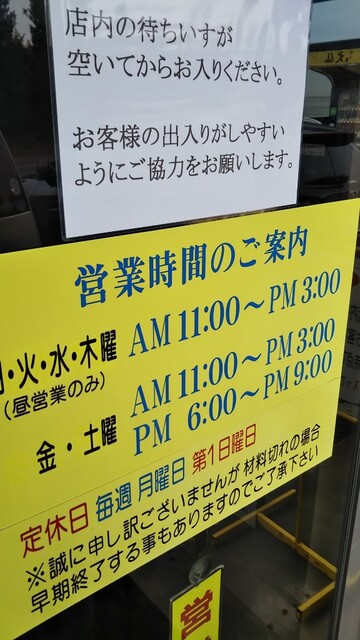 店内の待ちいすが
空いてからお入りください。
お客様の出入りがしやすい
ようにご協力をお願いします。
営業時間のご案内
・火・水・木曜 AM 11:00～PM 3:00
(昼営業のみ)
金・土曜 AM 11:00～PM 3:00
PM 6:00～PM 9:00
定休日 毎週 月曜日 第1日曜日
※誠に申し訳ございませんが 材料切れの場合
早期終了する事もありますのでご了承下さい
営